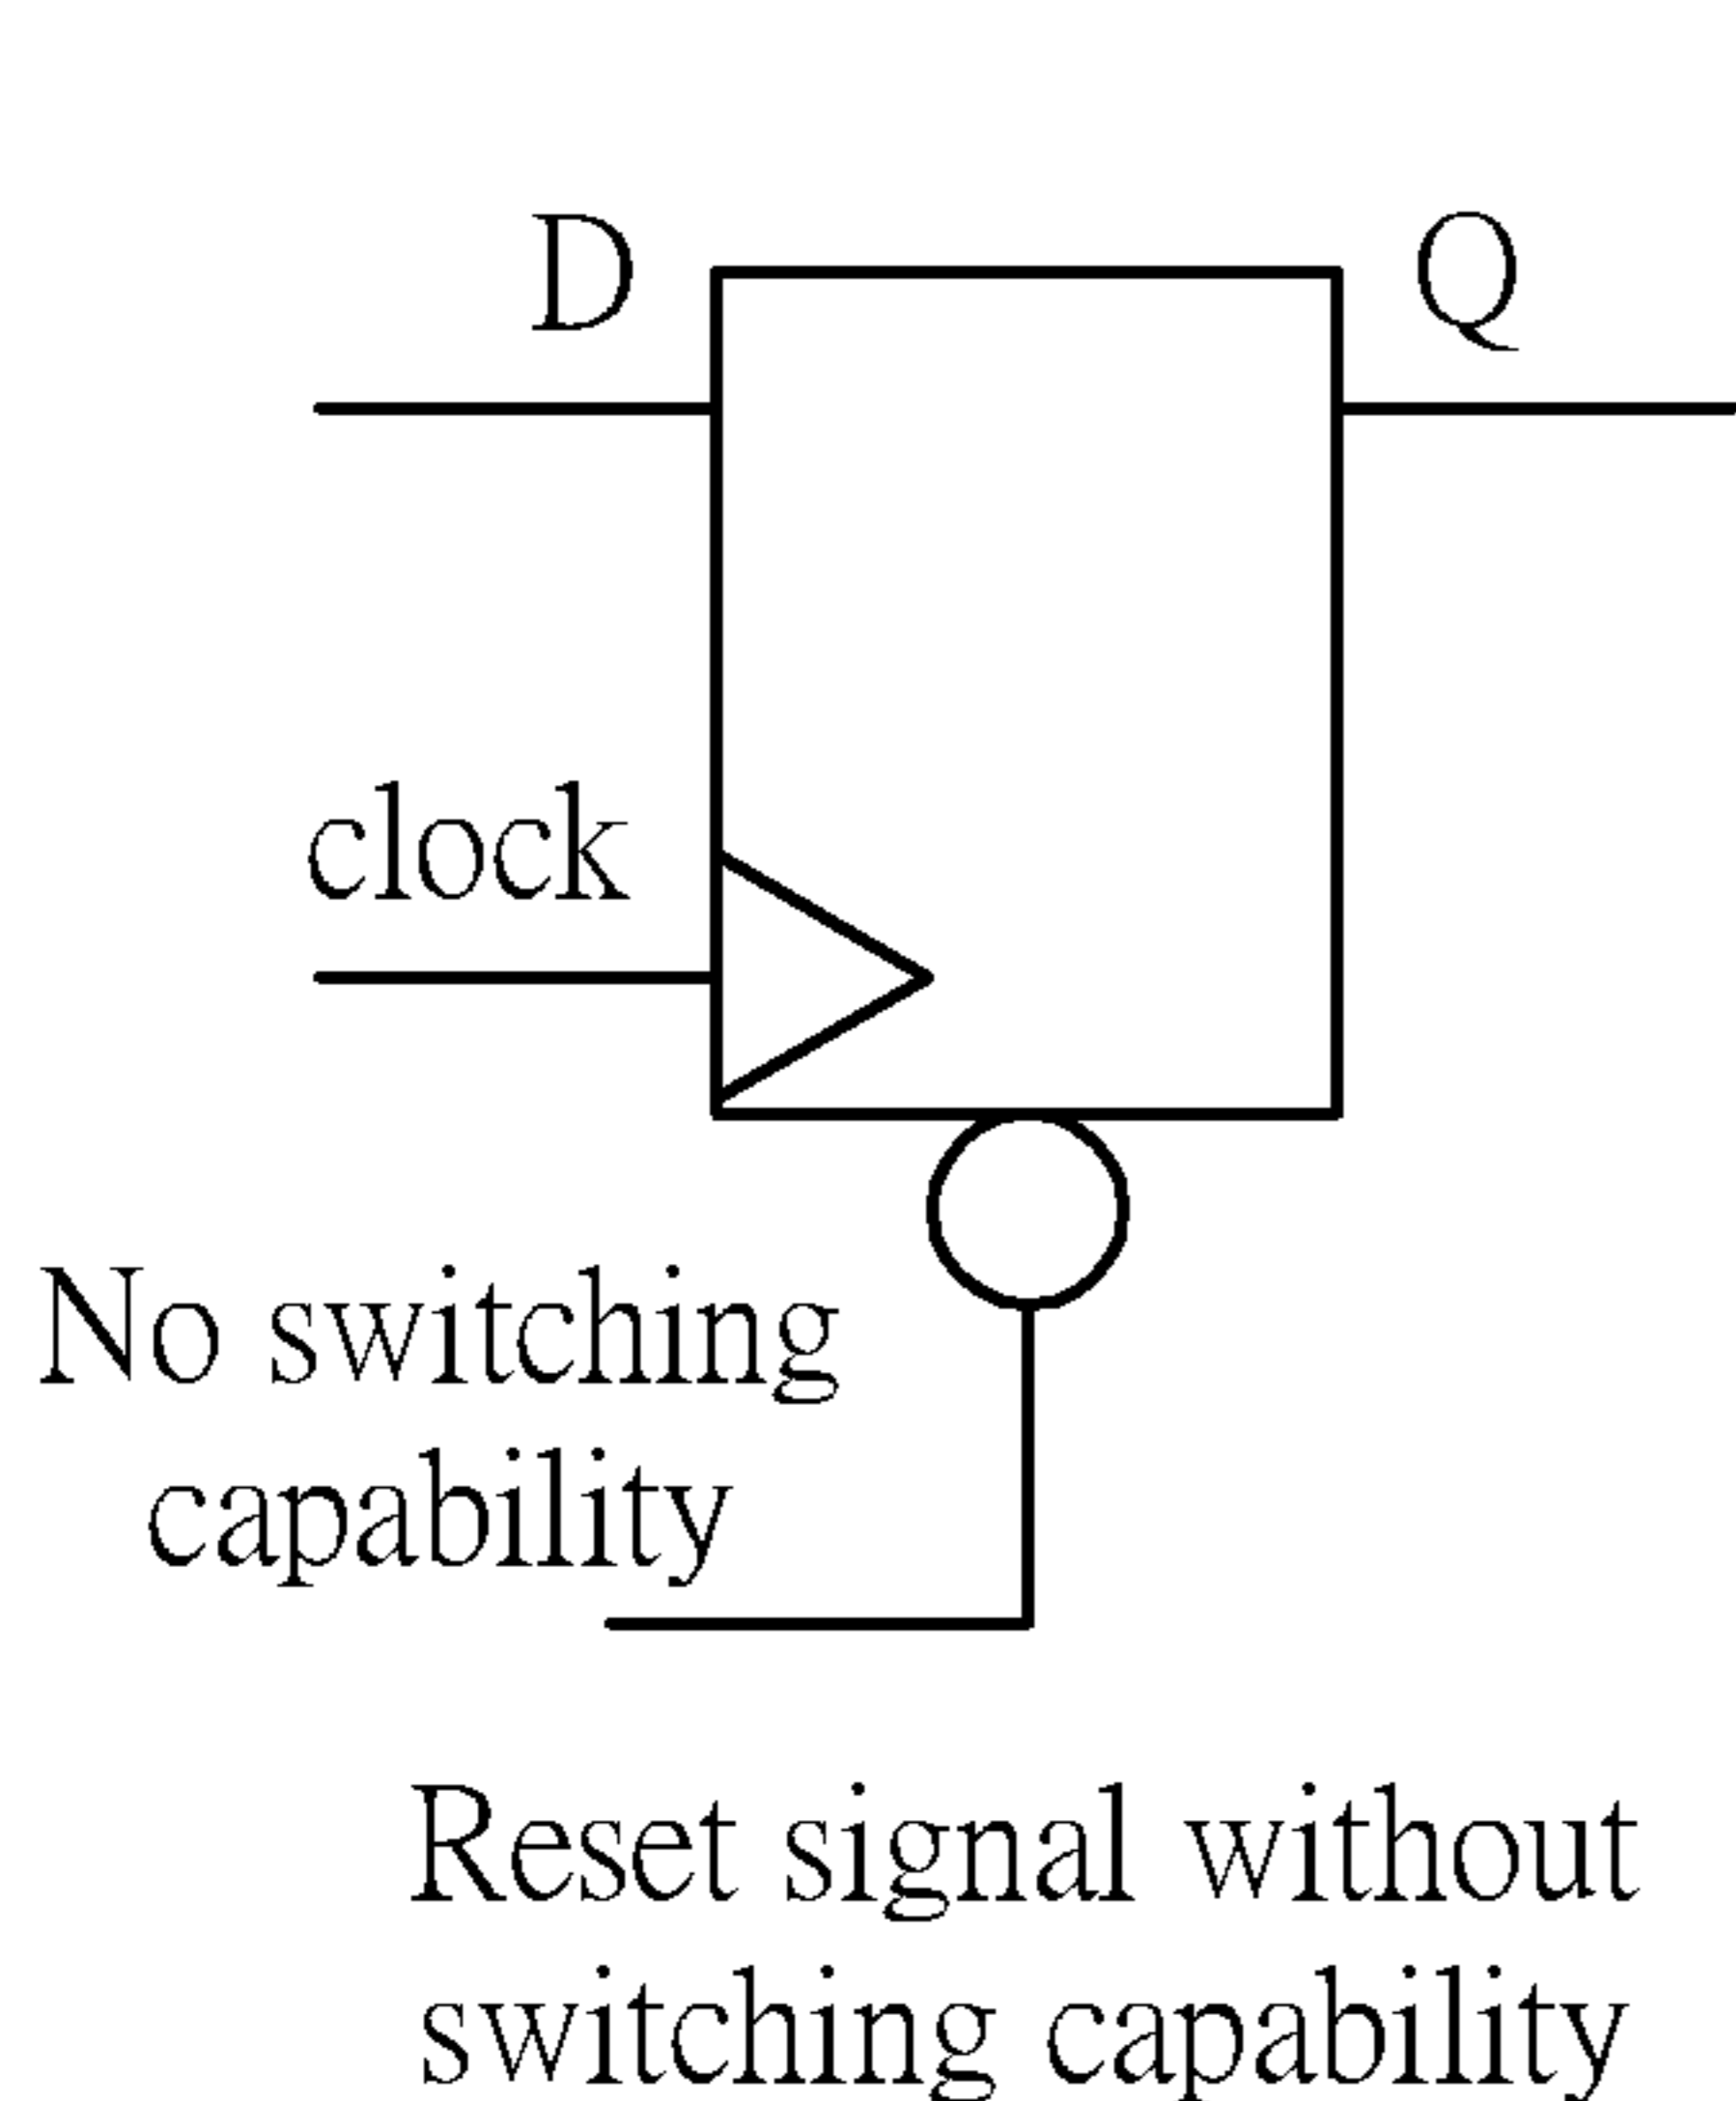 D
Q
clock
No switching
capability
Reset signal without
switching capability